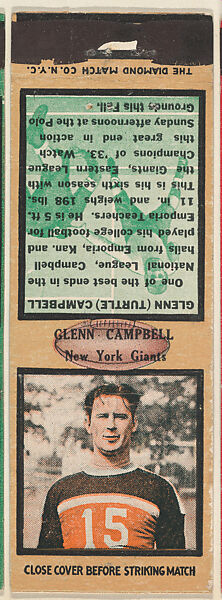 THE DIAMOND MATCH CO. N.Y.C.
GLENN (TURTLE) CAMPBELL
One of the best ends in the
National League. Campbell
hails from Emporia, Kan. and
played his college football for
Emporia Teachers. He is 5 ft.
11 in. and weighs 198 lbs.
This is his sixth season with
the Giants, Eastern League
Champions of '33. Watch
this great end in action
Sunday afternoons at the Polo
Grounds this Fall.
GLENN CAMPBELL
New York Giants
15
CLOSE COVER BEFORE STRIKING MATCH